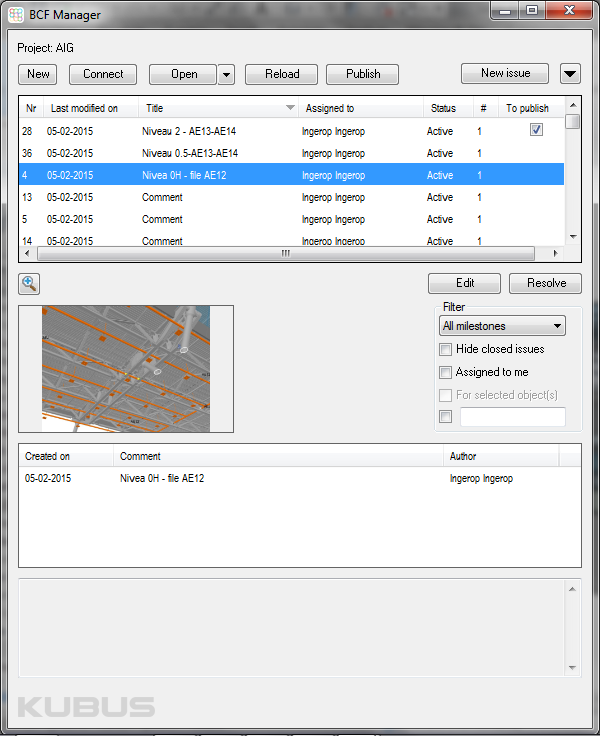 BCF Manager
Project: AIG
New Connect Open Reload Publish New issue
Nr Last modified on Title Assigned to Status # To publish
28 05-02-2015 Niveau 2 - AE13-AE14 Ingerop Ingerop Active 1
36 05-02-2015 Niveau 0.5-AE13-AE14 Ingerop Ingerop Active 1
4 05-02-2015 Nivea 0H - file AE12 Ingerop Ingerop Active 1
13 05-02-2015 Comment Ingerop Ingerop Active 1
5 05-02-2015 Comment Ingerop Ingerop Active 1
14 05-02-2015 Comment Ingerop Ingerop Active 1
Edit Resolve
Filter
All milestones
Hide closed issues
Assigned to me
For selected object(s)
Created on Comment Author
05-02-2015 Nivea 0H - file AE12 Ingerop Ingerop
KUBUS